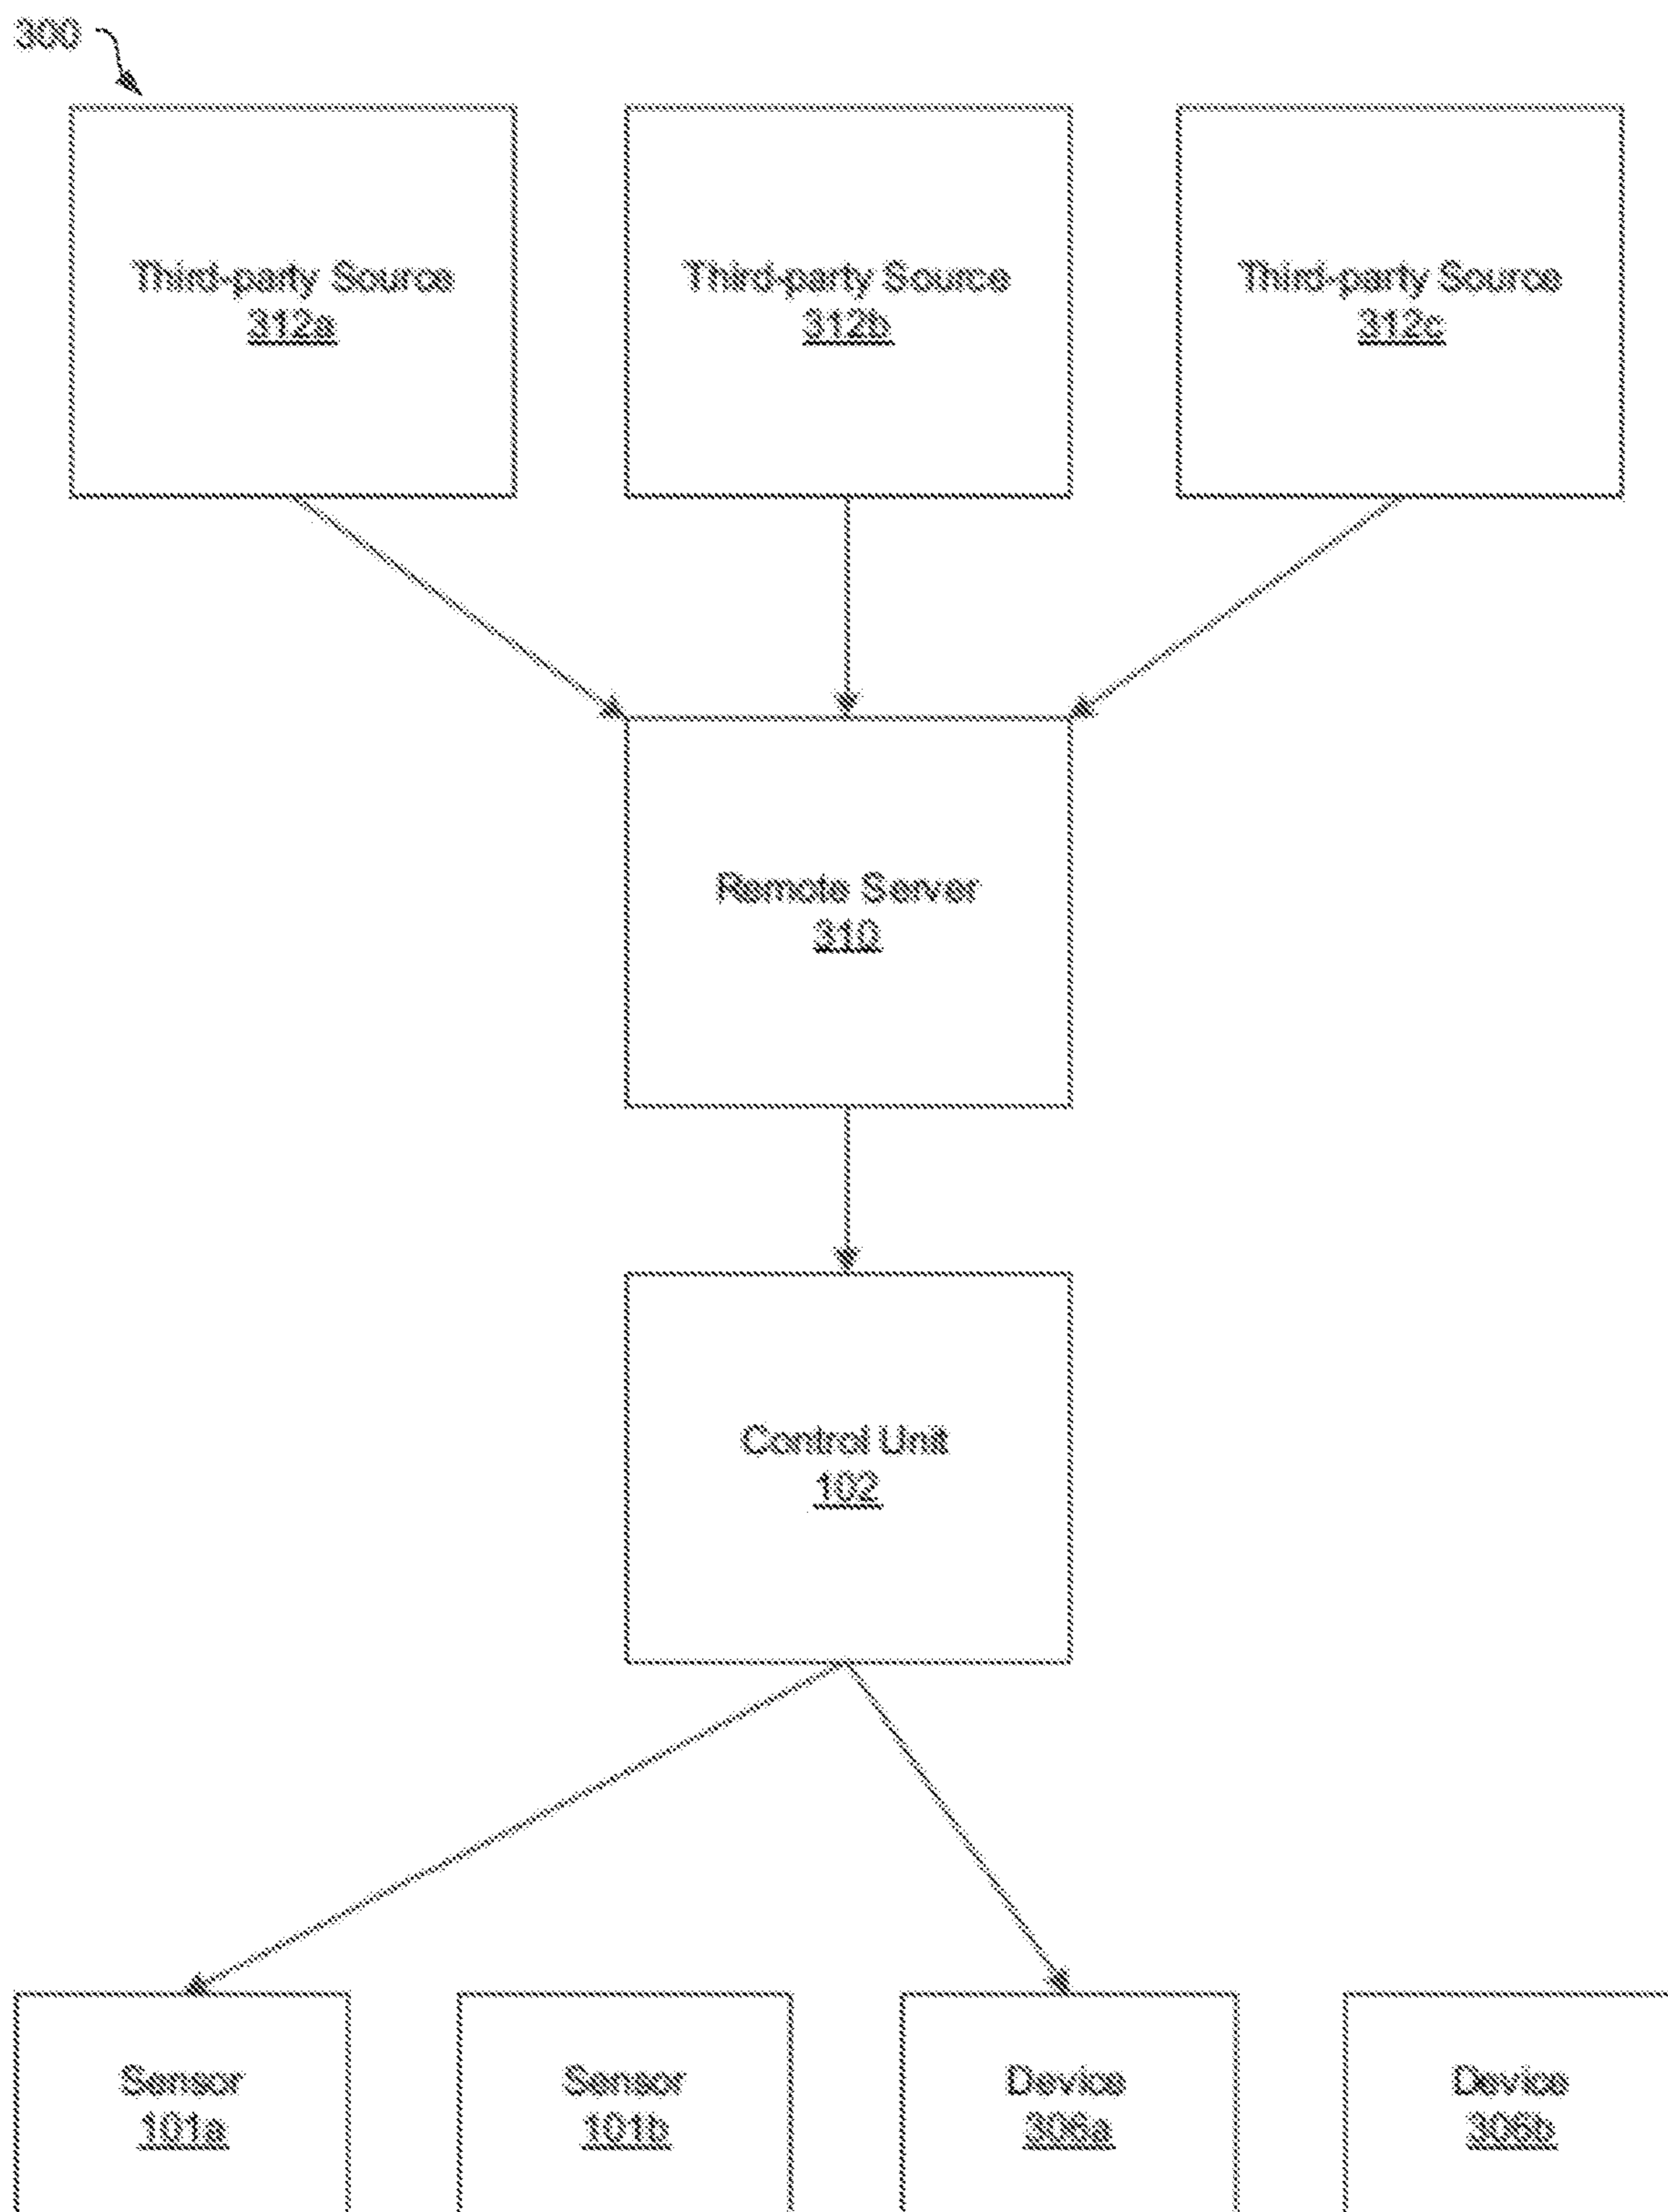 300
Third-party Source
312a
Third-party Source
312b
Third-party Source
312c
Remote Server
310
Control Unit
102
Sensor
101a
Sensor
101b
Device
306a
Device
306b